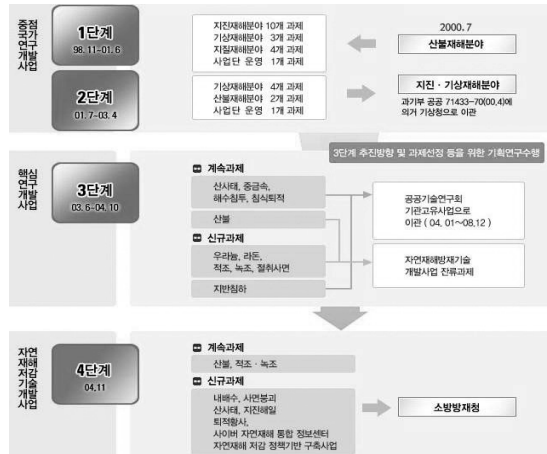 중점
국가
연구
개발
사업
1단계
98.11-01.6
지진재해분야 10개 과제
기상재해분야 3개 과제
지질재해분야 4개 과제
사업단 운영 1개 과제
2000.7
산불재해분야
2단계
01.7-03.4
기상재해분야 4개 과제
산불재해분야 2개 과제
사업단 운영 1개 과제
지진 · 기상재해분야
과기부 공공 71433-70(00.4)에
의거 기상청으로 이관
3단계 추진방향 및 과제선정 등을 위한 기획연구수행
핵심
연구
개발
사업
3단계
03.6-04.10
계속과제
산사태, 중금속,
해수침투, 침식퇴적
산불
신규과제
우라늄, 라돈,
적조, 녹조, 절취사면
지반침하
공공기술연구회
기관고유사업으로
이관 ( 04. 01~08.12 )
자연재해방재기술
개발사업 잔류과제
자연
재해
저감
기술
개발
사업
4단계
04.11
계속과제
산불, 적조 · 녹조
신규과제
내배수, 사면붕괴
산사태, 지진해일
퇴적황사,
사이버 자연재해 통합 정보센터
자연재해 저감 정책기반 구축사업
소방방재청